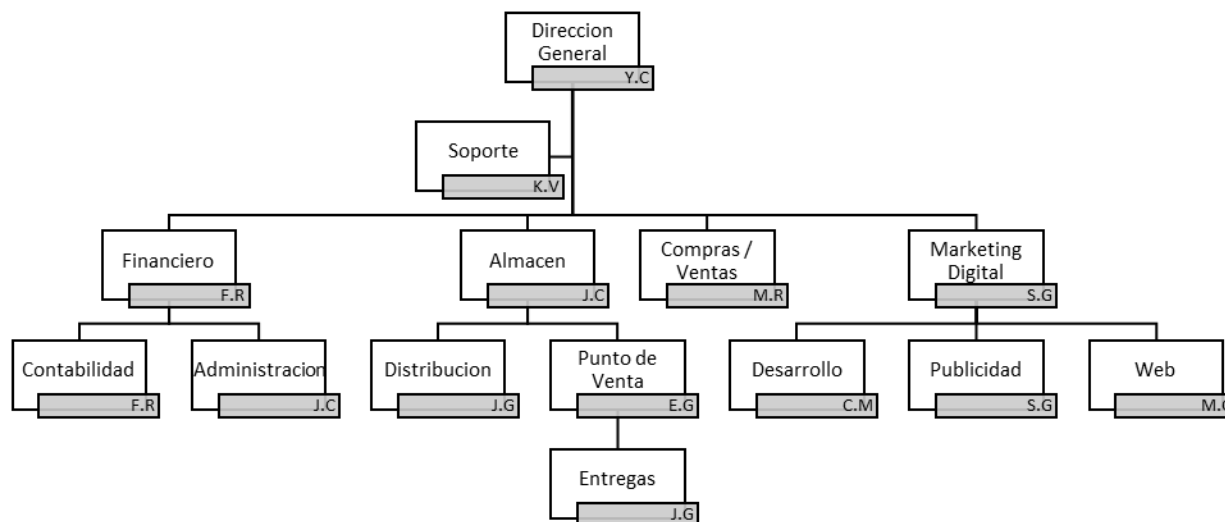 Direccion
General
Y.C
Soporte
K.V
Financiero
F.R
Almacen
J.C
Compras /
Ventas
M.R
Marketing
Digital
S.G
Contabilidad
F.R
Administracion
J.C
Distribucion
J.G
Punto de
Venta
E.G
Desarrollo
C.M
Publicidad
S.G
Web
Entregas
J.G